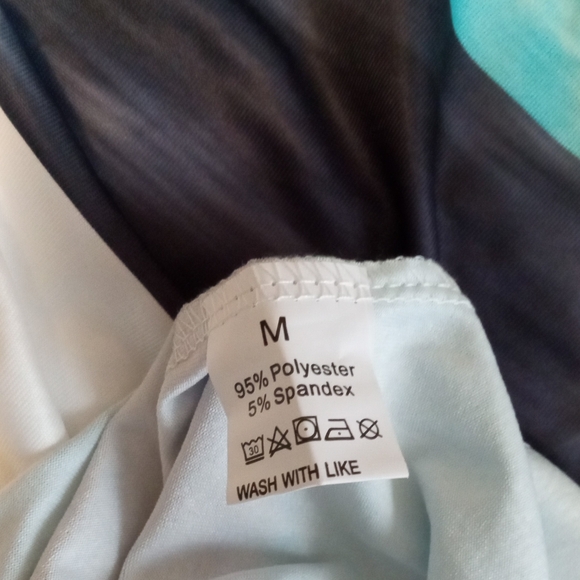 M
95% Polyester
5% Spandex
30
WASH WITH LIKE